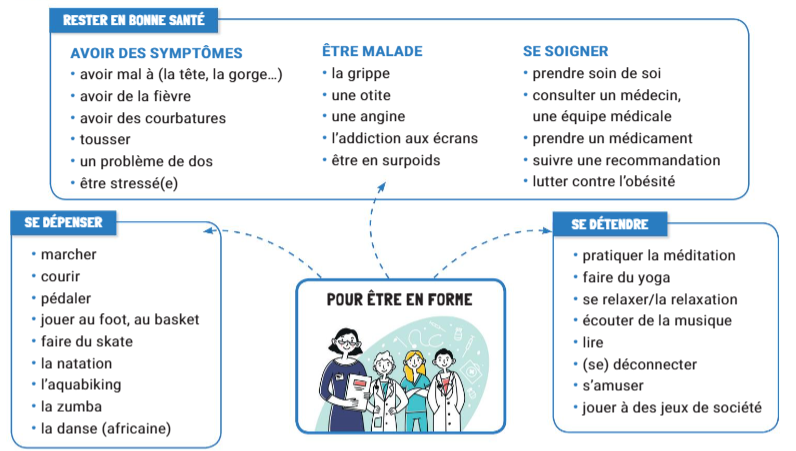 RESTER EN BONNE SANTÉ
AVOIR DES SYMPTÔMES
• avoir mal à (la tête, la gorge…)
• avoir de la fièvre
• avoir des courbatures
• tousser
• un problème de dos
• être stressé(e)
ÊTRE MALADE
• la grippe
• une otite
• une angine
• l'addiction aux écrans
• être en surpoids
SE SOIGNER
• prendre soin de soi
• consulter un médecin,
une équipe médicale
• prendre un médicament
• suivre une recommandation
• lutter contre l'obésité
SE DÉPENSER
• marcher
• courir
• pédaler
• jouer au foot, au basket
• faire du skate
• la natation
• l'aquabiking
• la zumba
• la danse (africaine)
POUR ÊTRE EN FORME
SE DÉTENDRE
• pratiquer la méditation
• faire du yoga
• se relaxer/la relaxation
• écouter de la musique
• lire
• (se) déconnecter
• s'amuser
• jouer à des jeux de société